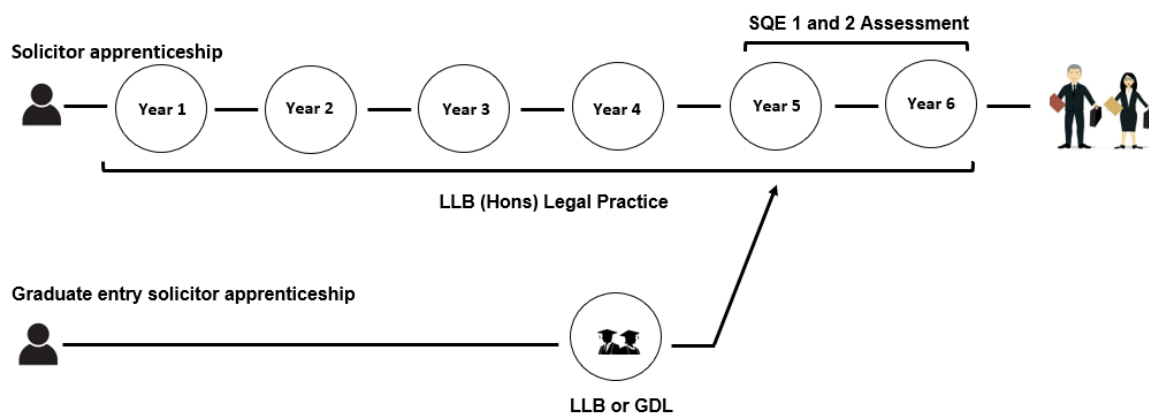 SQE 1 and 2 Assessment
Solicitor apprenticeship
Year 1
Year 2
Year 3
Year 4
Year 5
Year 6
LLB (Hons) Legal Practice
Graduate entry solicitor apprenticeship
LLB or GDL